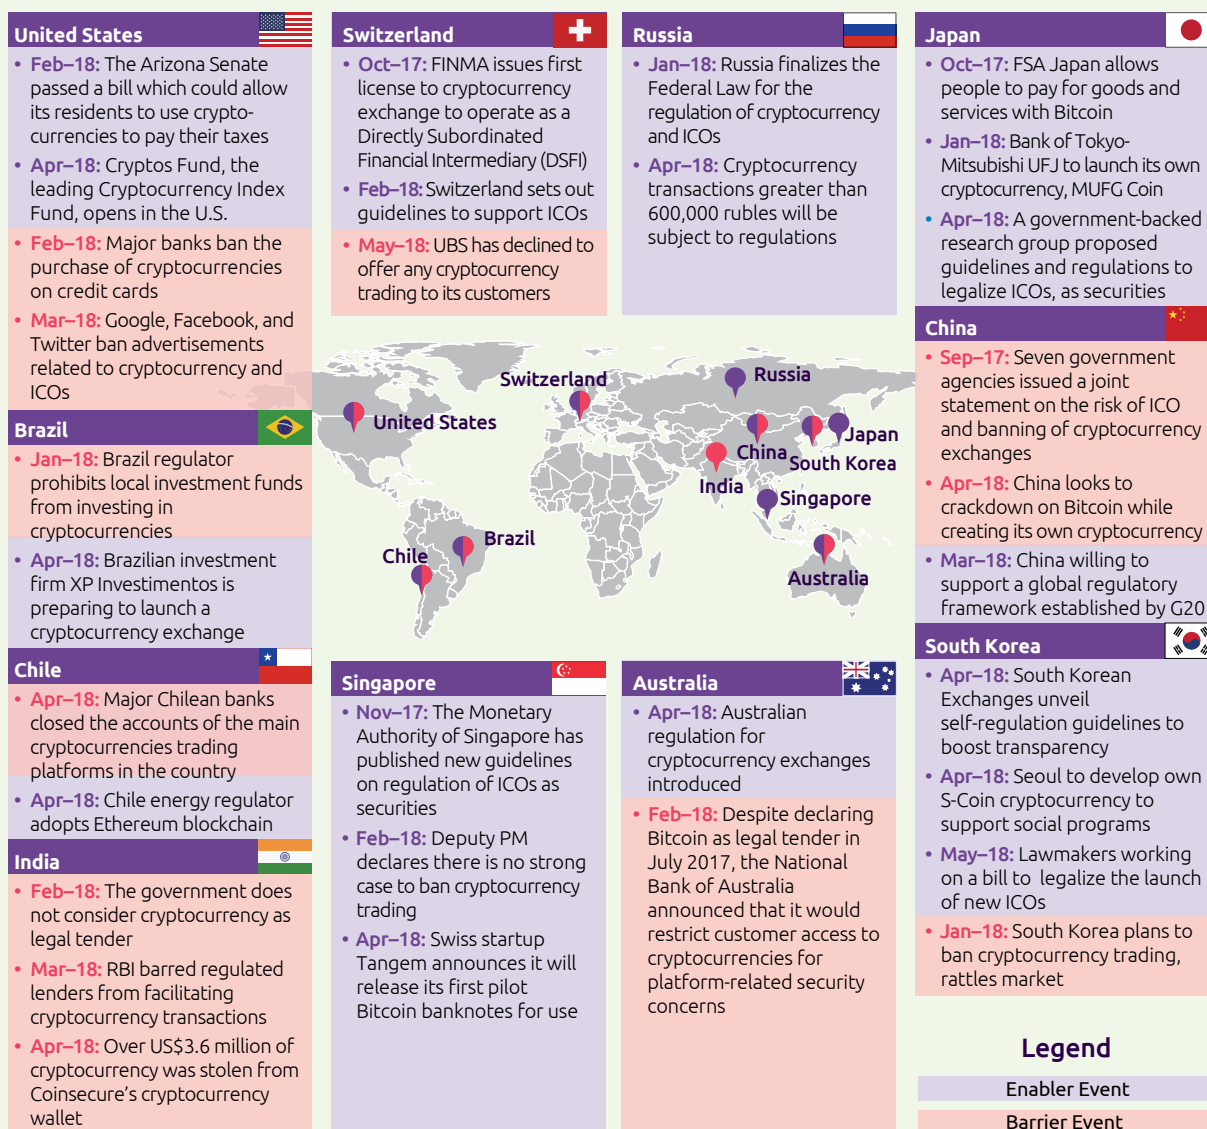 United States
• Feb–18: The Arizona Senate
passed a bill which could allow
its residents to use crypto-
currencies to pay their taxes
• Apr–18: Cryptos Fund, the
leading Cryptocurrency Index
Fund, opens in the U.S.
• Feb–18: Major banks ban the
purchase of cryptocurrencies
on credit cards
• Mar–18: Google, Facebook, and
Twitter ban advertisements
related to cryptocurrency and
ICOs
Brazil
• Jan–18: Brazil regulator
prohibits local investment funds
from investing in
cryptocurrencies
• Apr–18: Brazilian investment
firm XP Investimentos is
preparing to launch a
cryptocurrency exchange
Chile
• Apr–18: Major Chilean banks
closed the accounts of the main
cryptocurrencies trading
platforms in the country
• Apr–18: Chile energy regulator
adopts Ethereum blockchain
India
• Feb–18: The government does
not consider cryptocurrency as
legal tender
• Mar–18: RBI barred regulated
lenders from facilitating
cryptocurrency transactions
• Apr–18: Over US$3.6 million of
cryptocurrency was stolen from
Coinsecure’s cryptocurrency
wallet
Switzerland
• Oct–17: FINMA issues first
license to cryptocurrency
exchange to operate as a
Directly Subordinated
Financial Intermediary (DSFI)
• Feb–18: Switzerland sets out
guidelines to support ICOs
• May–18: UBS has declined to
offer any cryptocurrency
trading to its customers
Russia
• Jan–18: Russia finalizes the
Federal Law for the
regulation of cryptocurrency
and ICOs
• Apr–18: Cryptocurrency
transactions greater than
600,000 rubles will be
subject to regulations
Switzerland
Russia
United States
Japan
China
South Korea
India
Singapore
Brazil
Chile
Australia
Singapore
• Nov–17: The Monetary
Authority of Singapore has
published new guidelines
on regulation of ICOs as
securities
• Feb–18: Deputy PM
declares there is no strong
case to ban cryptocurrency
trading
• Apr–18: Swiss startup
Tangem announces it will
release its first pilot
Bitcoin banknotes for use
Australia
• Apr–18: Australian
regulation for
cryptocurrency exchanges
introduced
• Feb–18: Despite declaring
Bitcoin as legal tender in
July 2017, the National
Bank of Australia
announced that it would
restrict customer access to
cryptocurrencies for
platform-related security
concerns
Japan
• Oct–17: FSA Japan allows
people to pay for goods and
services with Bitcoin
• Jan–18: Bank of Tokyo-
Mitsubishi UFJ to launch its own
cryptocurrency, MUFG Coin
• Apr–18: A government-backed
research group proposed
guidelines and regulations to
legalize ICOs, as securities
China
• Sep–17: Seven government
agencies issued a joint
statement on the risk of ICO
and banning of cryptocurrency
exchanges
• Apr–18: China looks to
crackdown on Bitcoin while
creating its own cryptocurrency
• Mar–18: China willing to
support a global regulatory
framework established by G20
South Korea
• Apr–18: South Korean
Exchanges unveil
self-regulation guidelines to
boost transparency
• Apr–18: Seoul to develop own
S-Coin cryptocurrency to
support social programs
• May–18: Lawmakers working
on a bill to legalize the launch
of new ICOs
• Jan–18: South Korea plans to
ban cryptocurrency trading,
rattles market
Legend
Enabler Event
Barrier Event